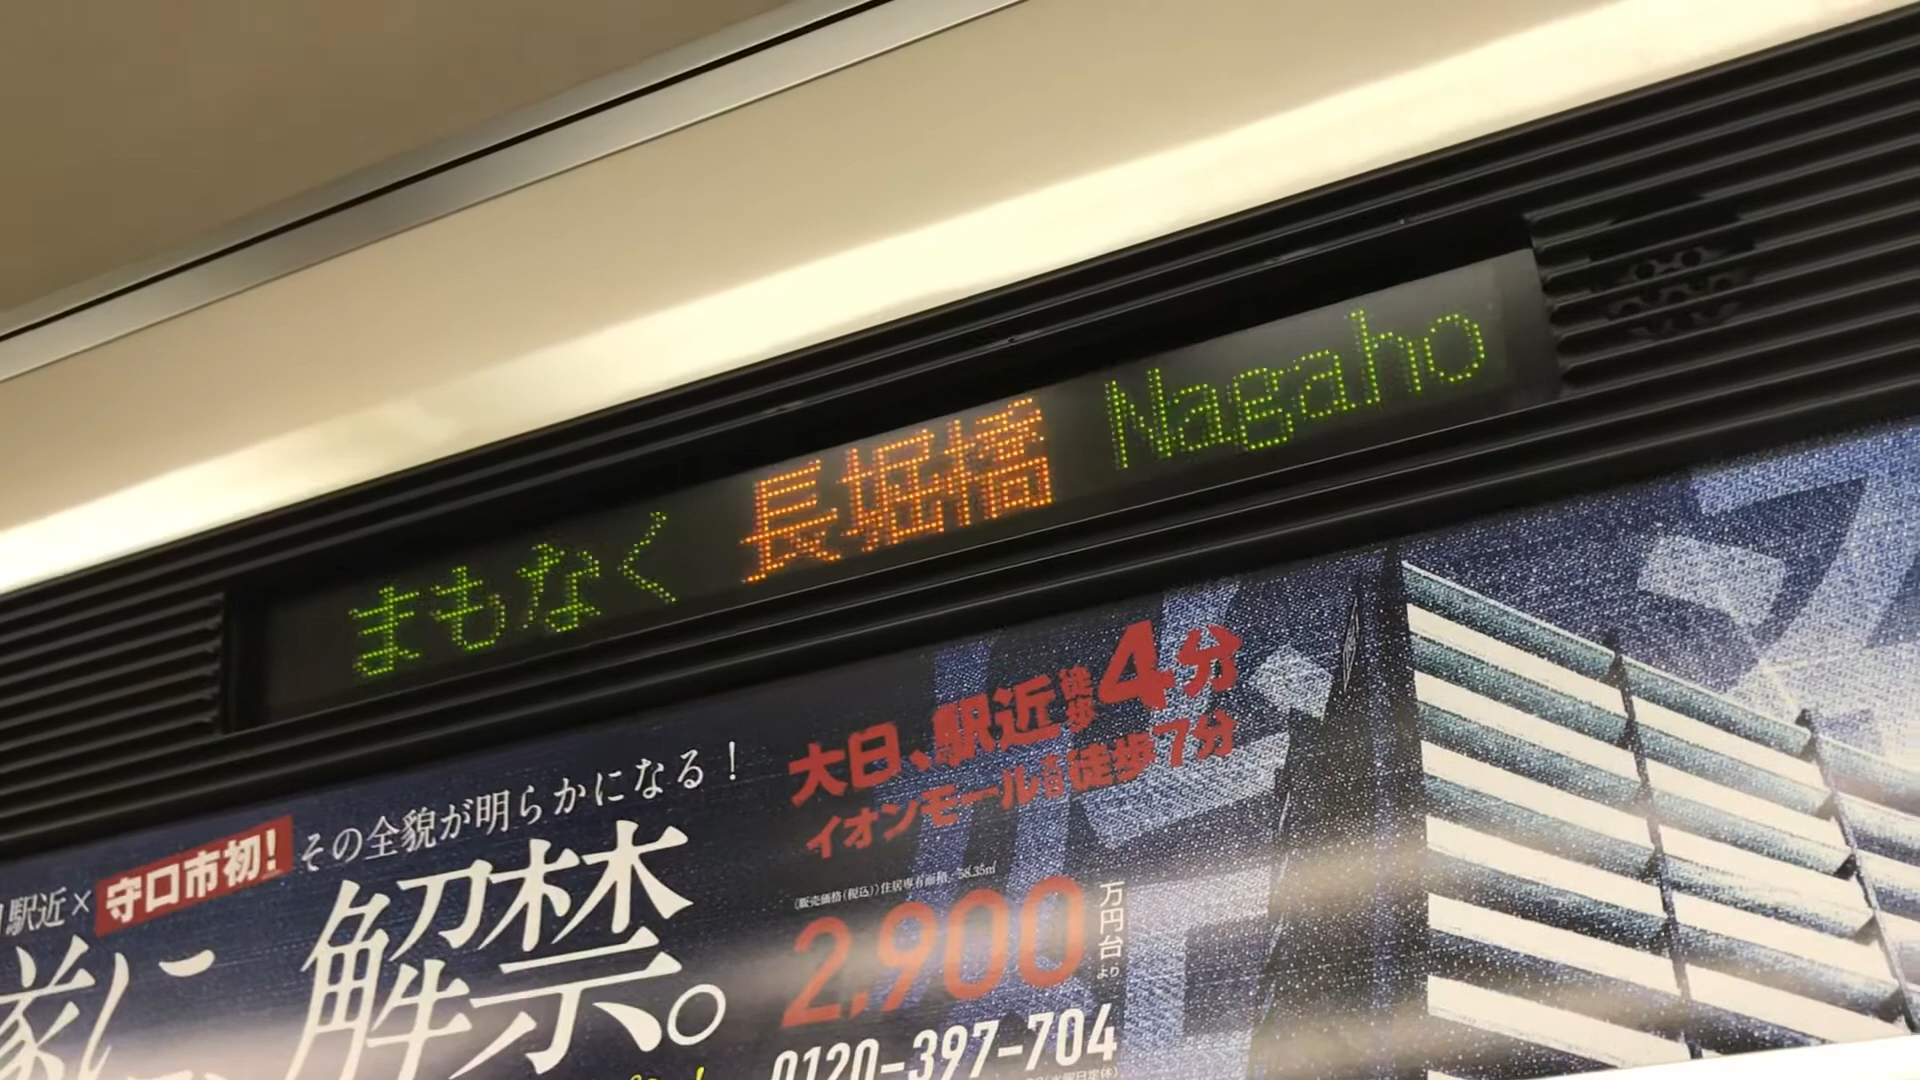 まもなく 長堀橋 Nagaho
駅近×守口市初! その全貌が明らかになる！
遂に解禁。
大日、駅近徒歩4分
イオンモール 徒歩7分
〈販売価格(税込)〉住居専有面積 58.35㎡
2,900万円台より
0120-397-704